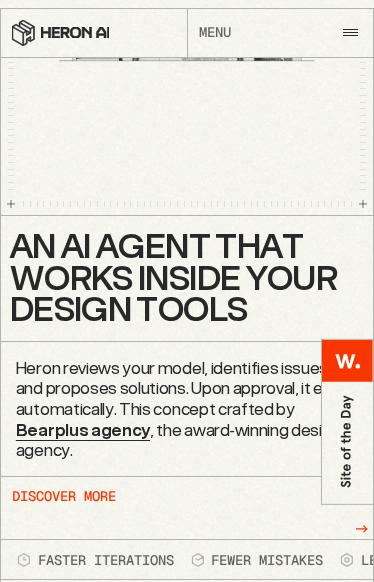 HERON AI
MENU
AN AI AGENT THAT
WORKS INSIDE YOUR
DESIGN TOOLS
Heron reviews your model, identifies issues
and proposes solutions. Upon approval, it
automatically. This concept crafted by
Bearplus agency, the award-winning
agency.
W.
Site of the Day
DISCOVER MORE
FASTER ITERATIONS
FEWER MISTAKES